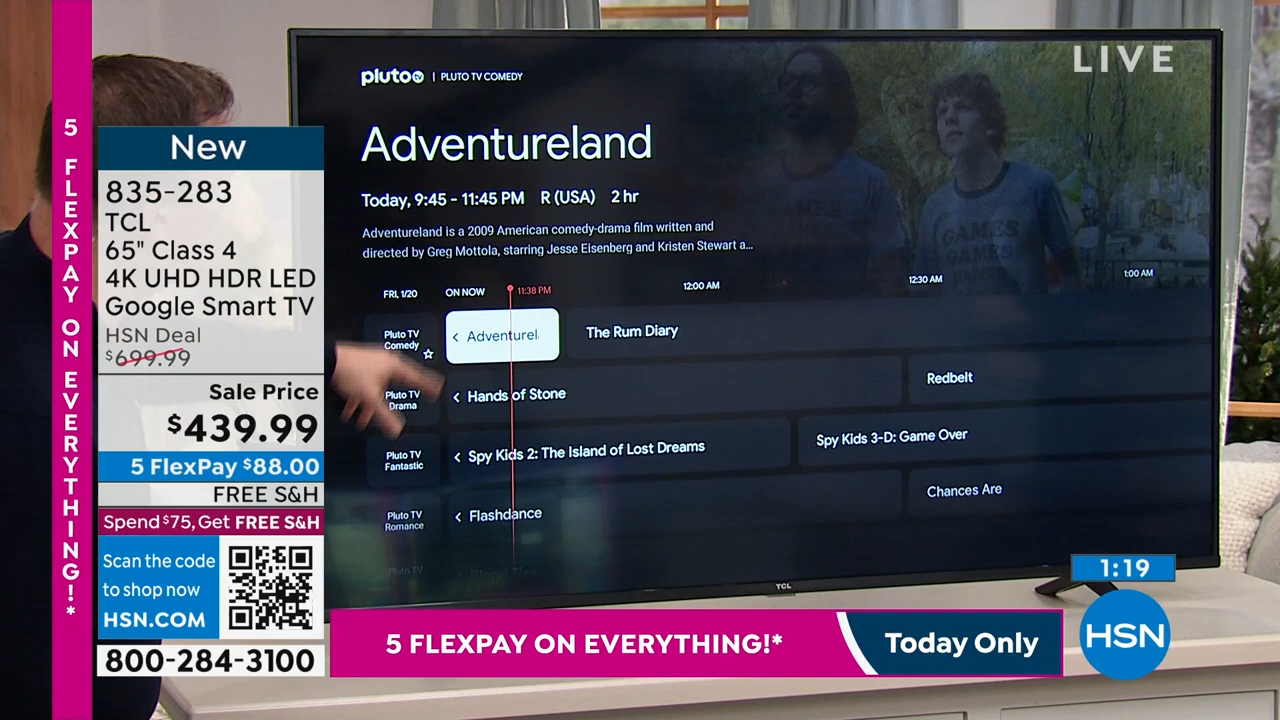 5 FLEXPAY ON EVERYTHING!*
New
835-283
TCL
65" Class 4
4K UHD HDR LED
Google Smart TV
HSN Deal
$699.99
Sale Price
$439.99
5 FlexPay $88.00
FREE S&H
Spend $75, Get FREE S&H
Scan the code
to shop now
HSN.COM
800-284-3100
LIVE
pluto tv | PLUTO TV COMEDY
Adventureland
Today, 9:45 - 11:45 PM R (USA) 2 hr
Adventureland is a 2009 American comedy-drama film written and
directed by Greg Mottola, starring Jesse Eisenberg and Kristen Stewart a...
GAMES
GAMES
GAMES
GAMES
FRI, 1/20 ON NOW 11:38 PM 12:00 AM 12:30 AM 1:00 AM
Pluto TV
Comedy
< Adventurel
The Rum Diary
Pluto TV
Drama
< Hands of Stone
Redbelt
Pluto TV
Fantastic
< Spy Kids 2: The Island of Lost Dreams
Spy Kids 3-D: Game Over
Pluto TV
Romance
< Flashdance
Chances Are
Pluto TV
TCL
1:19
HSN
5 FLEXPAY ON EVERYTHING!*
Today Only